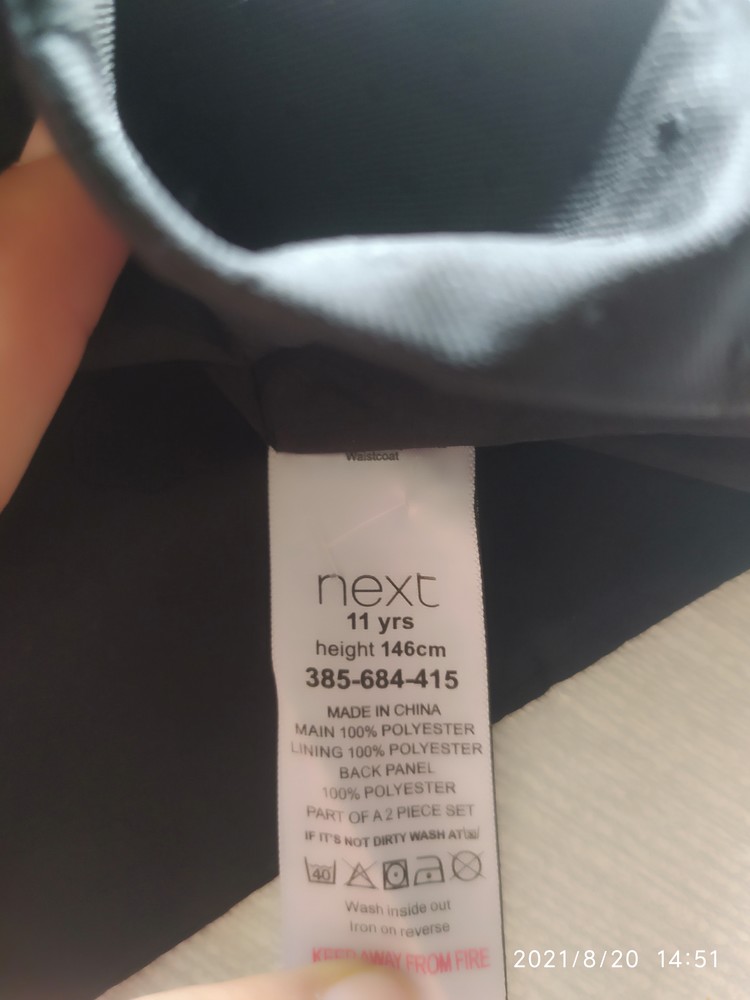 Waistcoat
next
11 yrs
height 146cm
385-684-415
MADE IN CHINA
MAIN 100% POLYESTER
LINING 100% POLYESTER
BACK PANEL
100% POLYESTER
PART OF A 2 PIECE SET
IF IT'S NOT DIRTY WASH AT
40
Wash inside out
Iron on reverse
KEEP AWAY FROM FIRE
2021/8/20 14:51